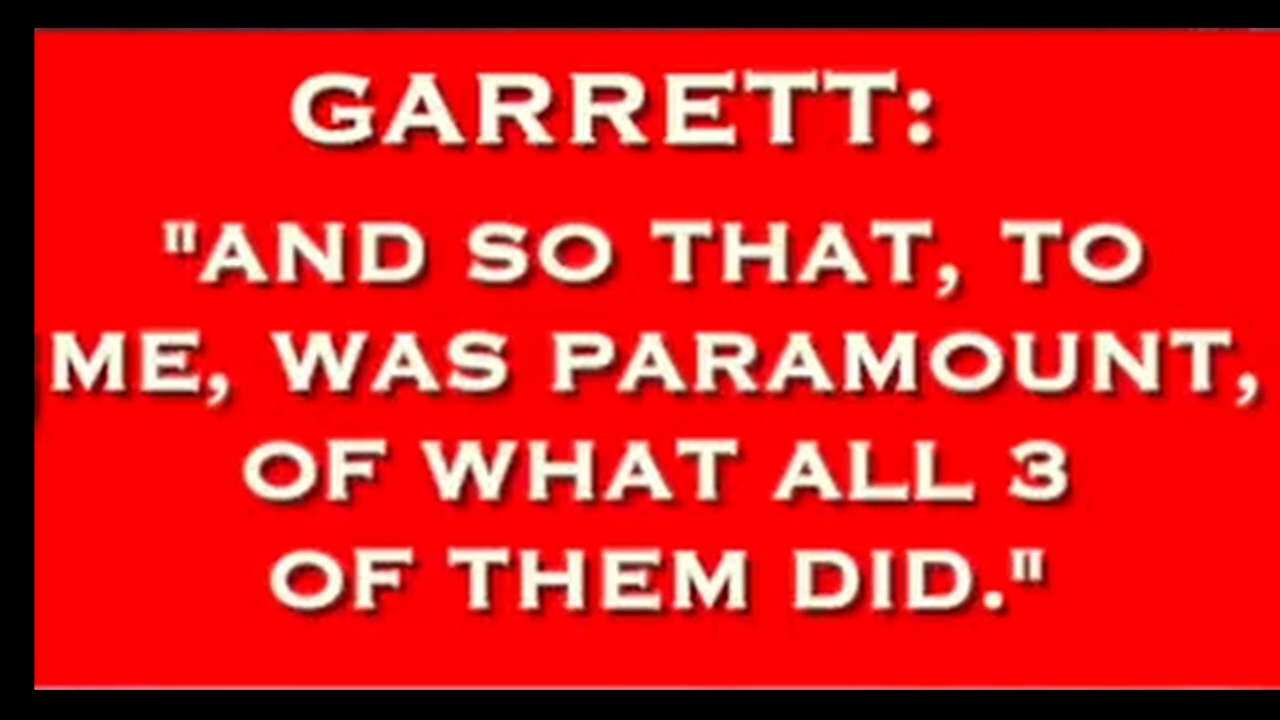 GARRETT:
"AND SO THAT, TO
ME, WAS PARAMOUNT,
OF WHAT ALL 3
OF THEM DID."